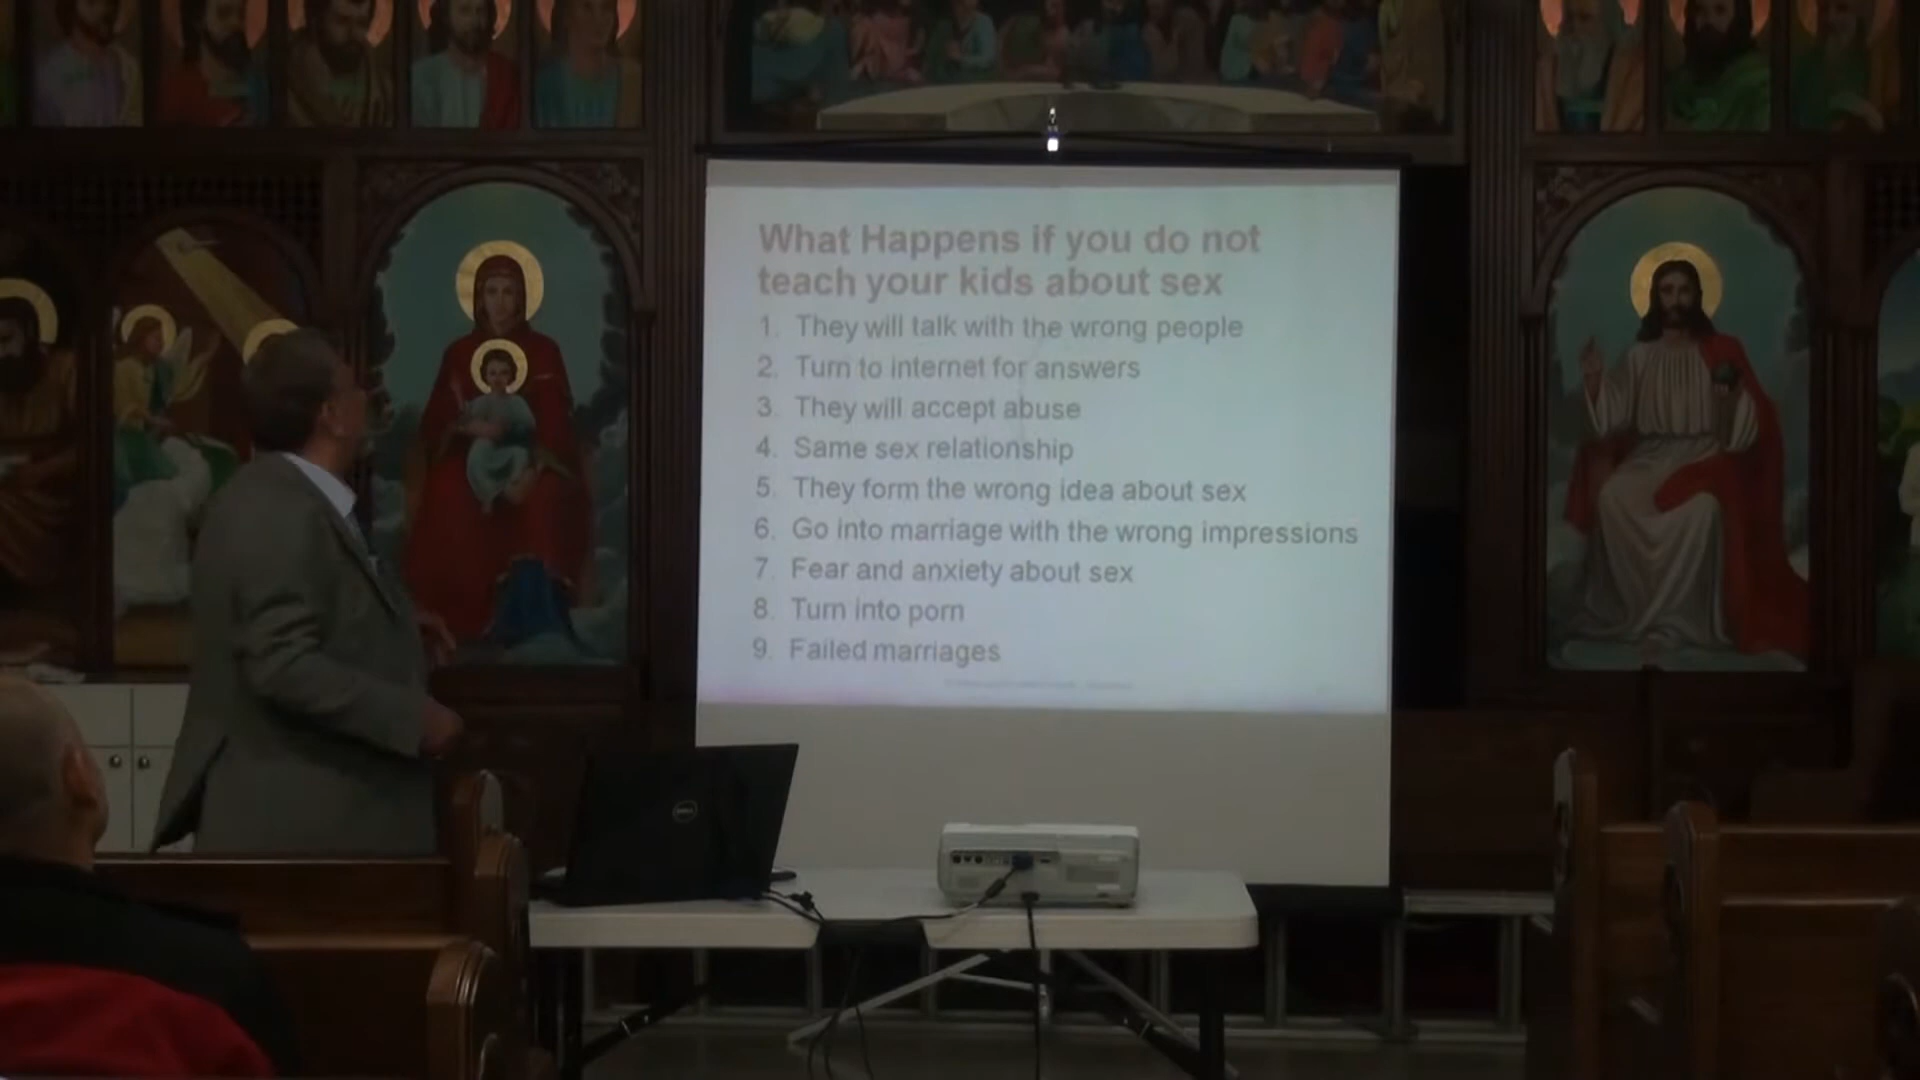 What Happens if you do not
teach your kids about sex
1. They will talk with the wrong people
2. Turn to internet for answers
3. They will accept abuse
4. Same sex relationship
5. They form the wrong idea about sex
6. Go into marriage with the wrong impressions
7. Fear and anxiety about sex
8. Turn into porn
9. Failed marriages
DELL